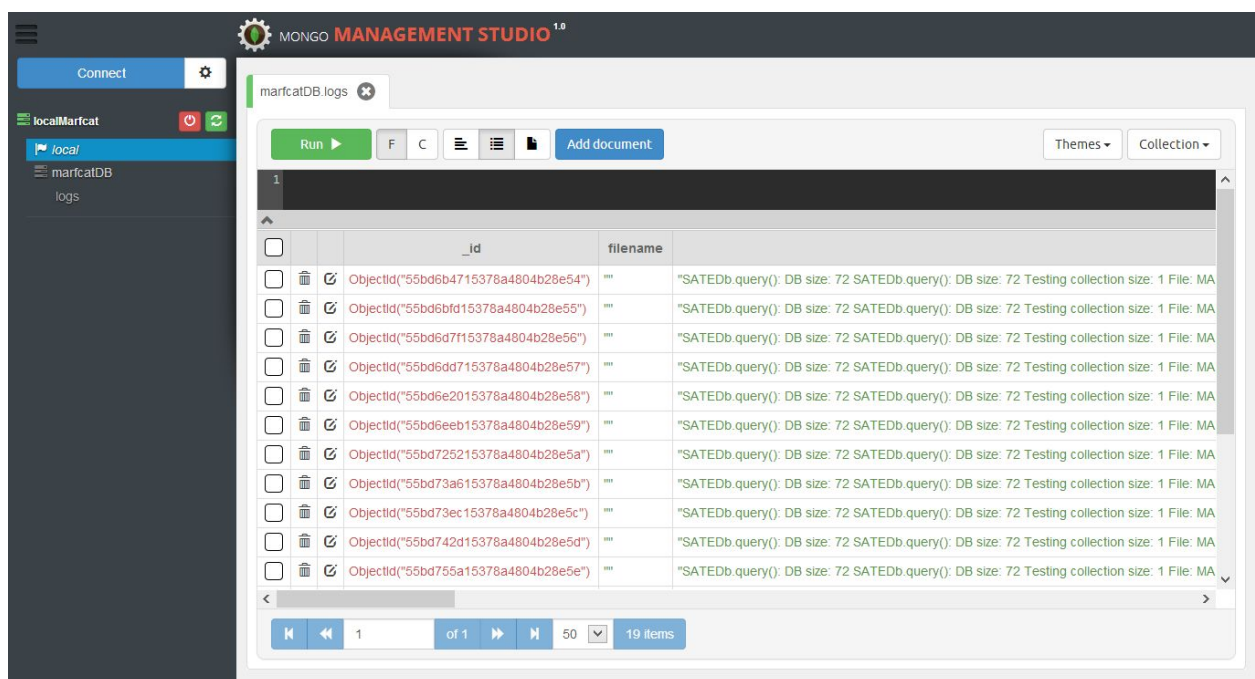 MONGO MANAGEMENT STUDIO 1.0
Connect
localMarfcat
local
marfcatDB
logs
marfcatDB.logs
Run F C Add document Themes Collection
1
_id filename
ObjectId("55bd6b4715378a4804b28e54") "" "SATEDb.query(): DB size: 72 SATEDb.query(): DB size: 72 Testing collection size: 1 File: MA
ObjectId("55bd6bfd15378a4804b28e55") "" "SATEDb.query(): DB size: 72 SATEDb.query(): DB size: 72 Testing collection size: 1 File: MA
ObjectId("55bd6d7f15378a4804b28e56") "" "SATEDb.query(): DB size: 72 SATEDb.query(): DB size: 72 Testing collection size: 1 File: MA
ObjectId("55bd6dd715378a4804b28e57") "" "SATEDb.query(): DB size: 72 SATEDb.query(): DB size: 72 Testing collection size: 1 File: MA
ObjectId("55bd6e2015378a4804b28e58") "" "SATEDb.query(): DB size: 72 SATEDb.query(): DB size: 72 Testing collection size: 1 File: MA
ObjectId("55bd6eeb15378a4804b28e59") "" "SATEDb.query(): DB size: 72 SATEDb.query(): DB size: 72 Testing collection size: 1 File: MA
ObjectId("55bd725215378a4804b28e5a") "" "SATEDb.query(): DB size: 72 SATEDb.query(): DB size: 72 Testing collection size: 1 File: MA
ObjectId("55bd73a615378a4804b28e5b") "" "SATEDb.query(): DB size: 72 SATEDb.query(): DB size: 72 Testing collection size: 1 File: MA
ObjectId("55bd73ec15378a4804b28e5c") "" "SATEDb.query(): DB size: 72 SATEDb.query(): DB size: 72 Testing collection size: 1 File: MA
ObjectId("55bd742d15378a4804b28e5d") "" "SATEDb.query(): DB size: 72 SATEDb.query(): DB size: 72 Testing collection size: 1 File: MA
ObjectId("55bd755a15378a4804b28e5e") "" "SATEDb.query(): DB size: 72 SATEDb.query(): DB size: 72 Testing collection size: 1 File: MA
1 of 1 50 19 items